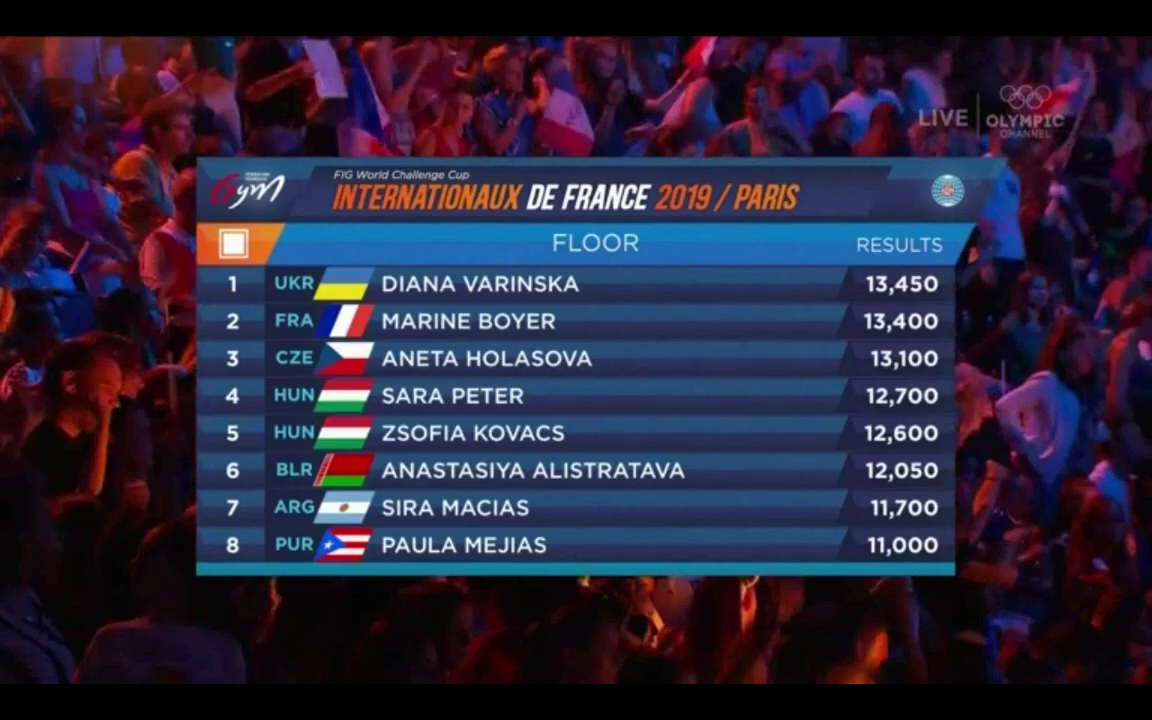 LIVE
OLYMPIC
CHANNEL
Gym
FIG World Challenge Cup
INTERNATIONAUX DE FRANCE 2019 / PARIS
FLOOR RESULTS
1 UKR DIANA VARINSKA 13,450
2 FRA MARINE BOYER 13,400
3 CZE ANETA HOLASOVA 13,100
4 HUN SARA PETER 12,700
5 HUN ZSOFIA KOVACS 12,600
6 BLR ANASTASIYA ALISTRATAVA 12,050
7 ARG SIRA MACIAS 11,700
8 PUR PAULA MEJIAS 11,000